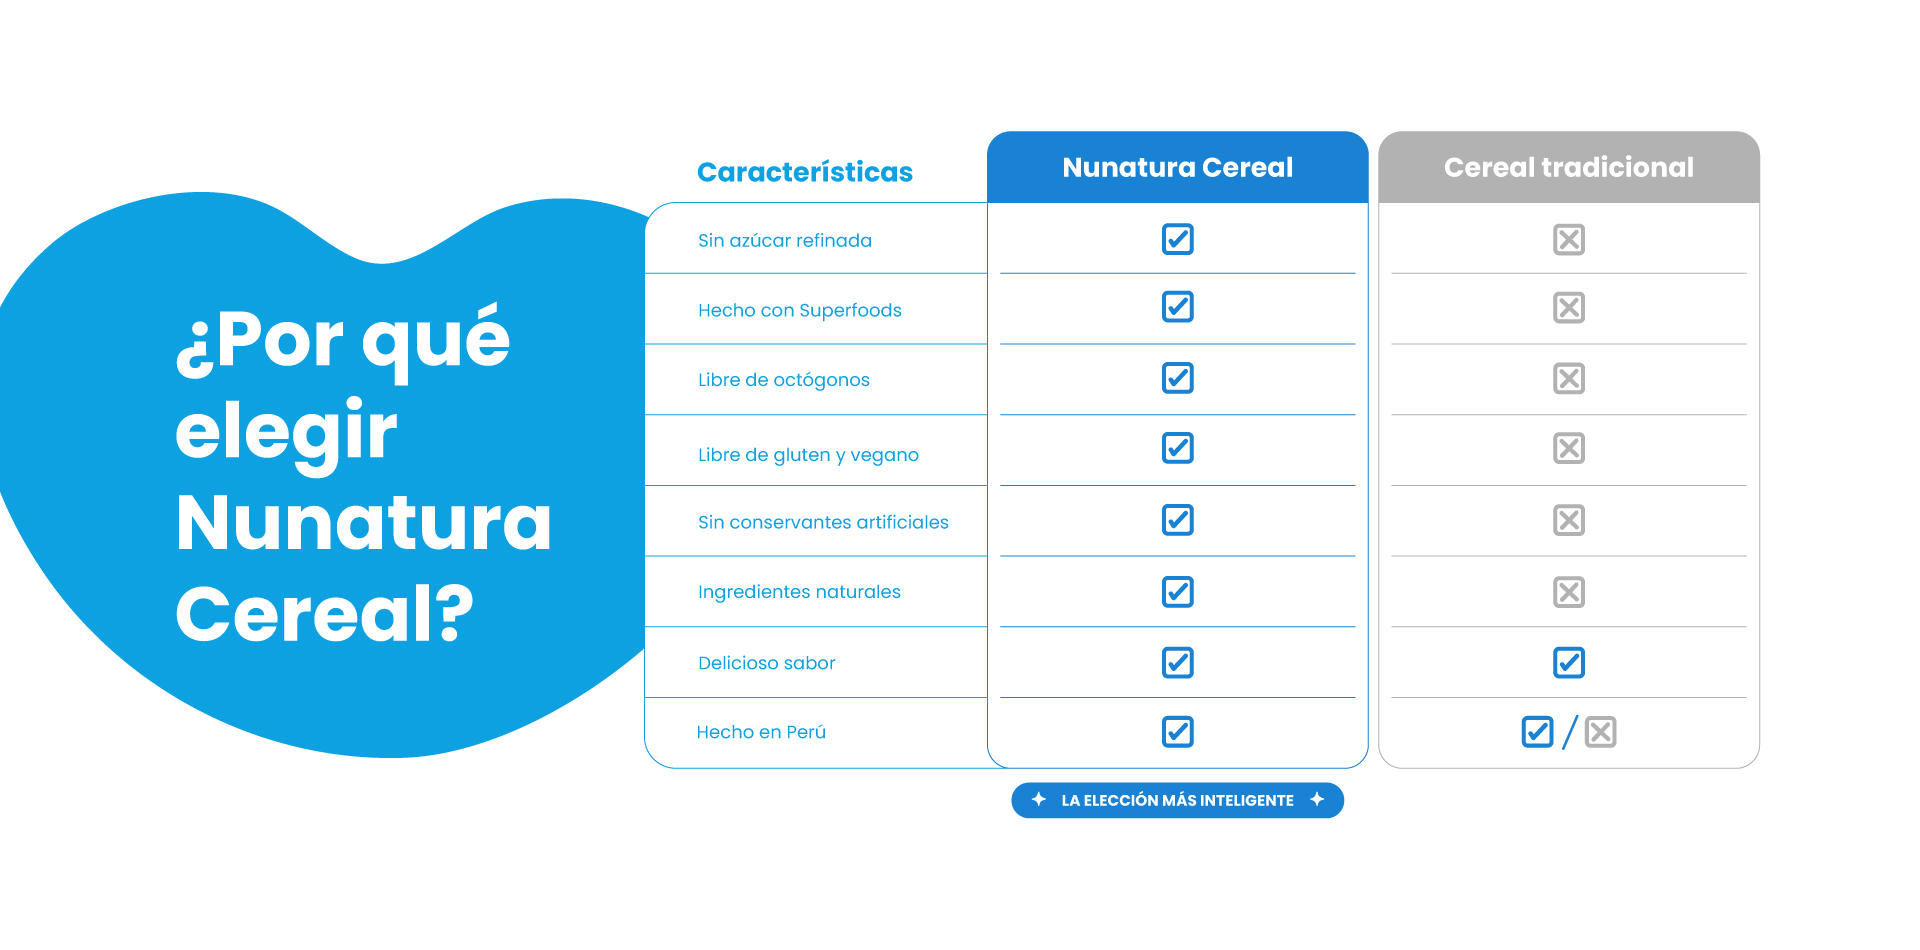 ¿Por qué
elegir
Nunatura
Cereal?
Características
Nunatura Cereal
Cereal tradicional
Sin azúcar refinada
Hecho con Superfoods
Libre de octógonos
Libre de gluten y vegano
Sin conservantes artificiales
Ingredientes naturales
Delicioso sabor
Hecho en Perú
/
LA ELECCIÓN MÁS INTELIGENTE